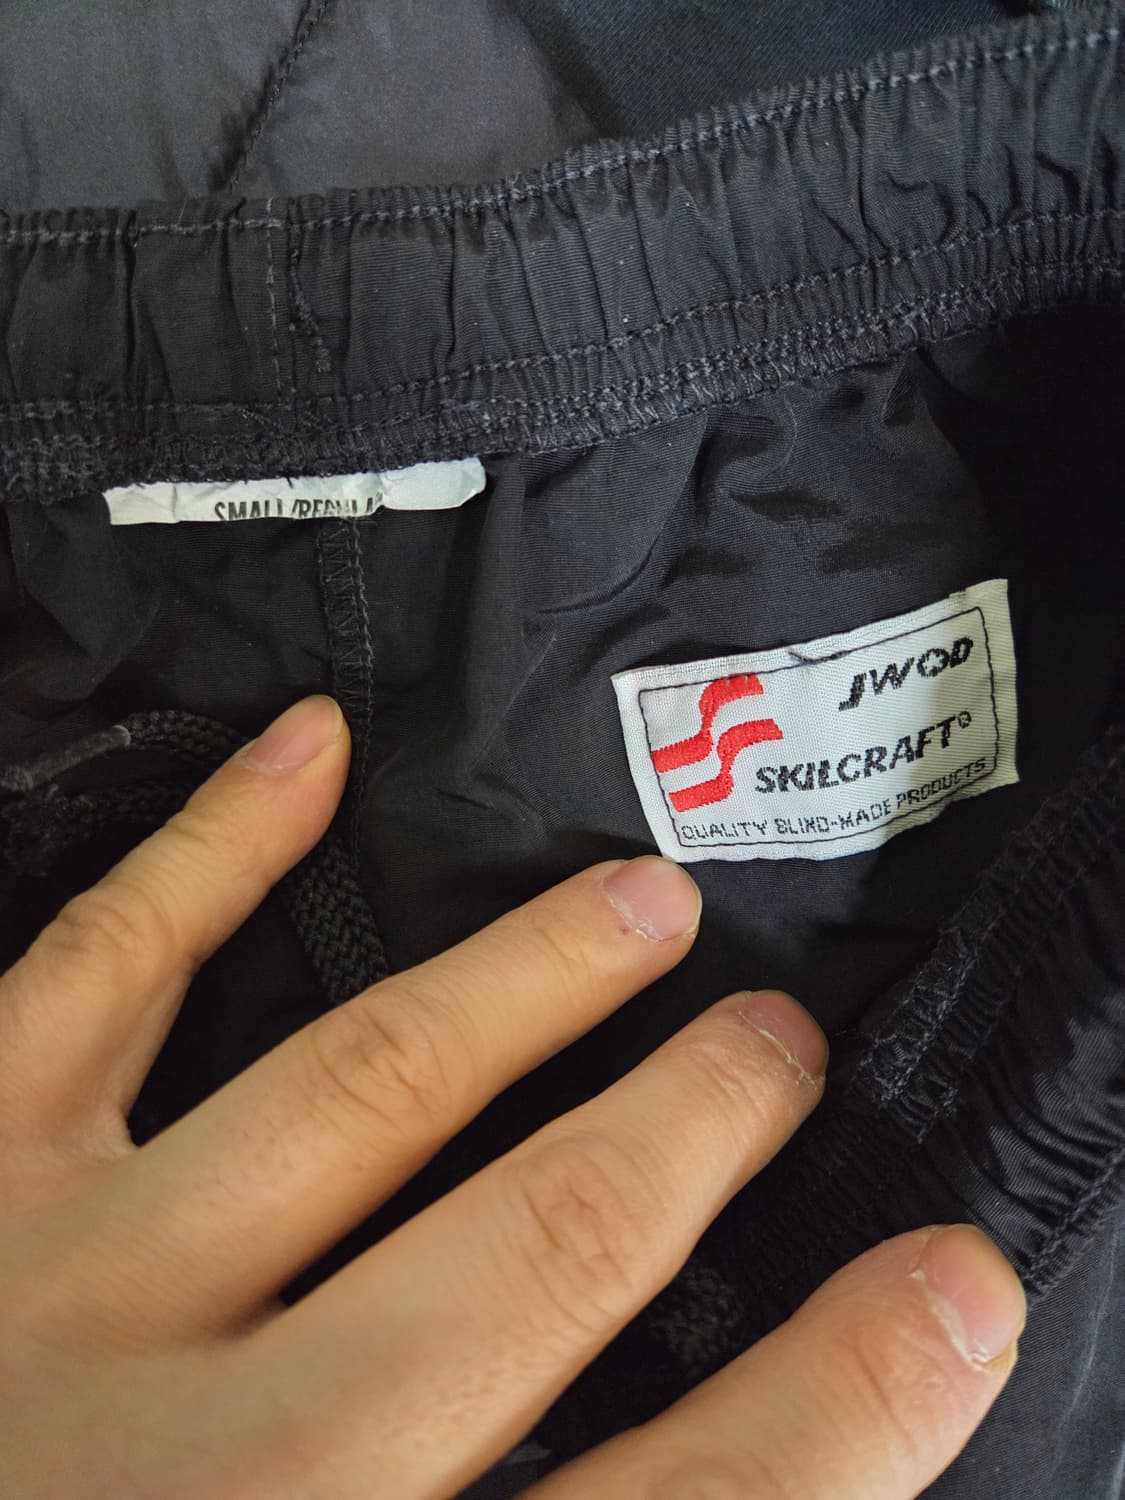 SMALL/REGULAR
JWOD
SKILCRAFT®
QUALITY BLIND-MADE PRODUCTS